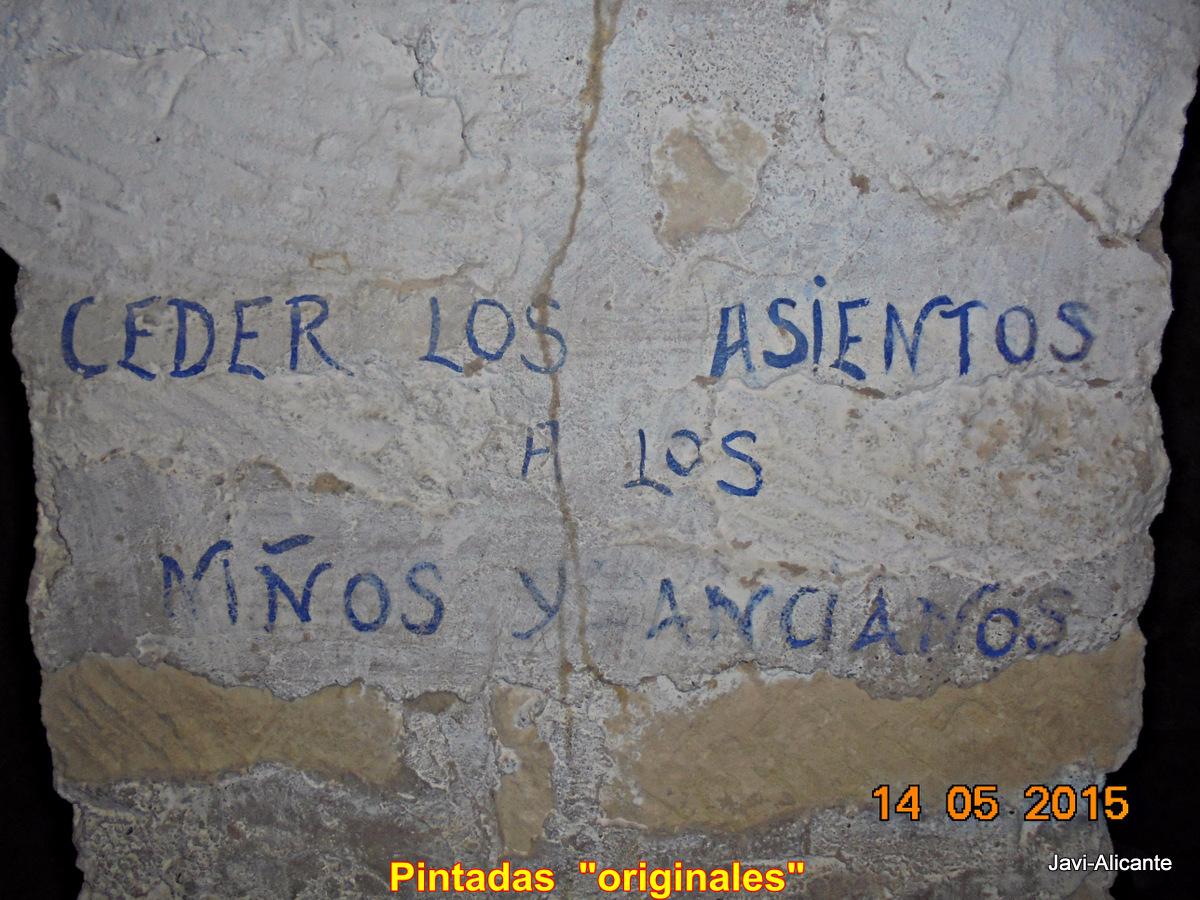 CEDER LOS ASIENTOS
A LOS
NIÑOS Y ANCIANOS
14 05 2015
Javi-Alicante
Pintadas "originales"